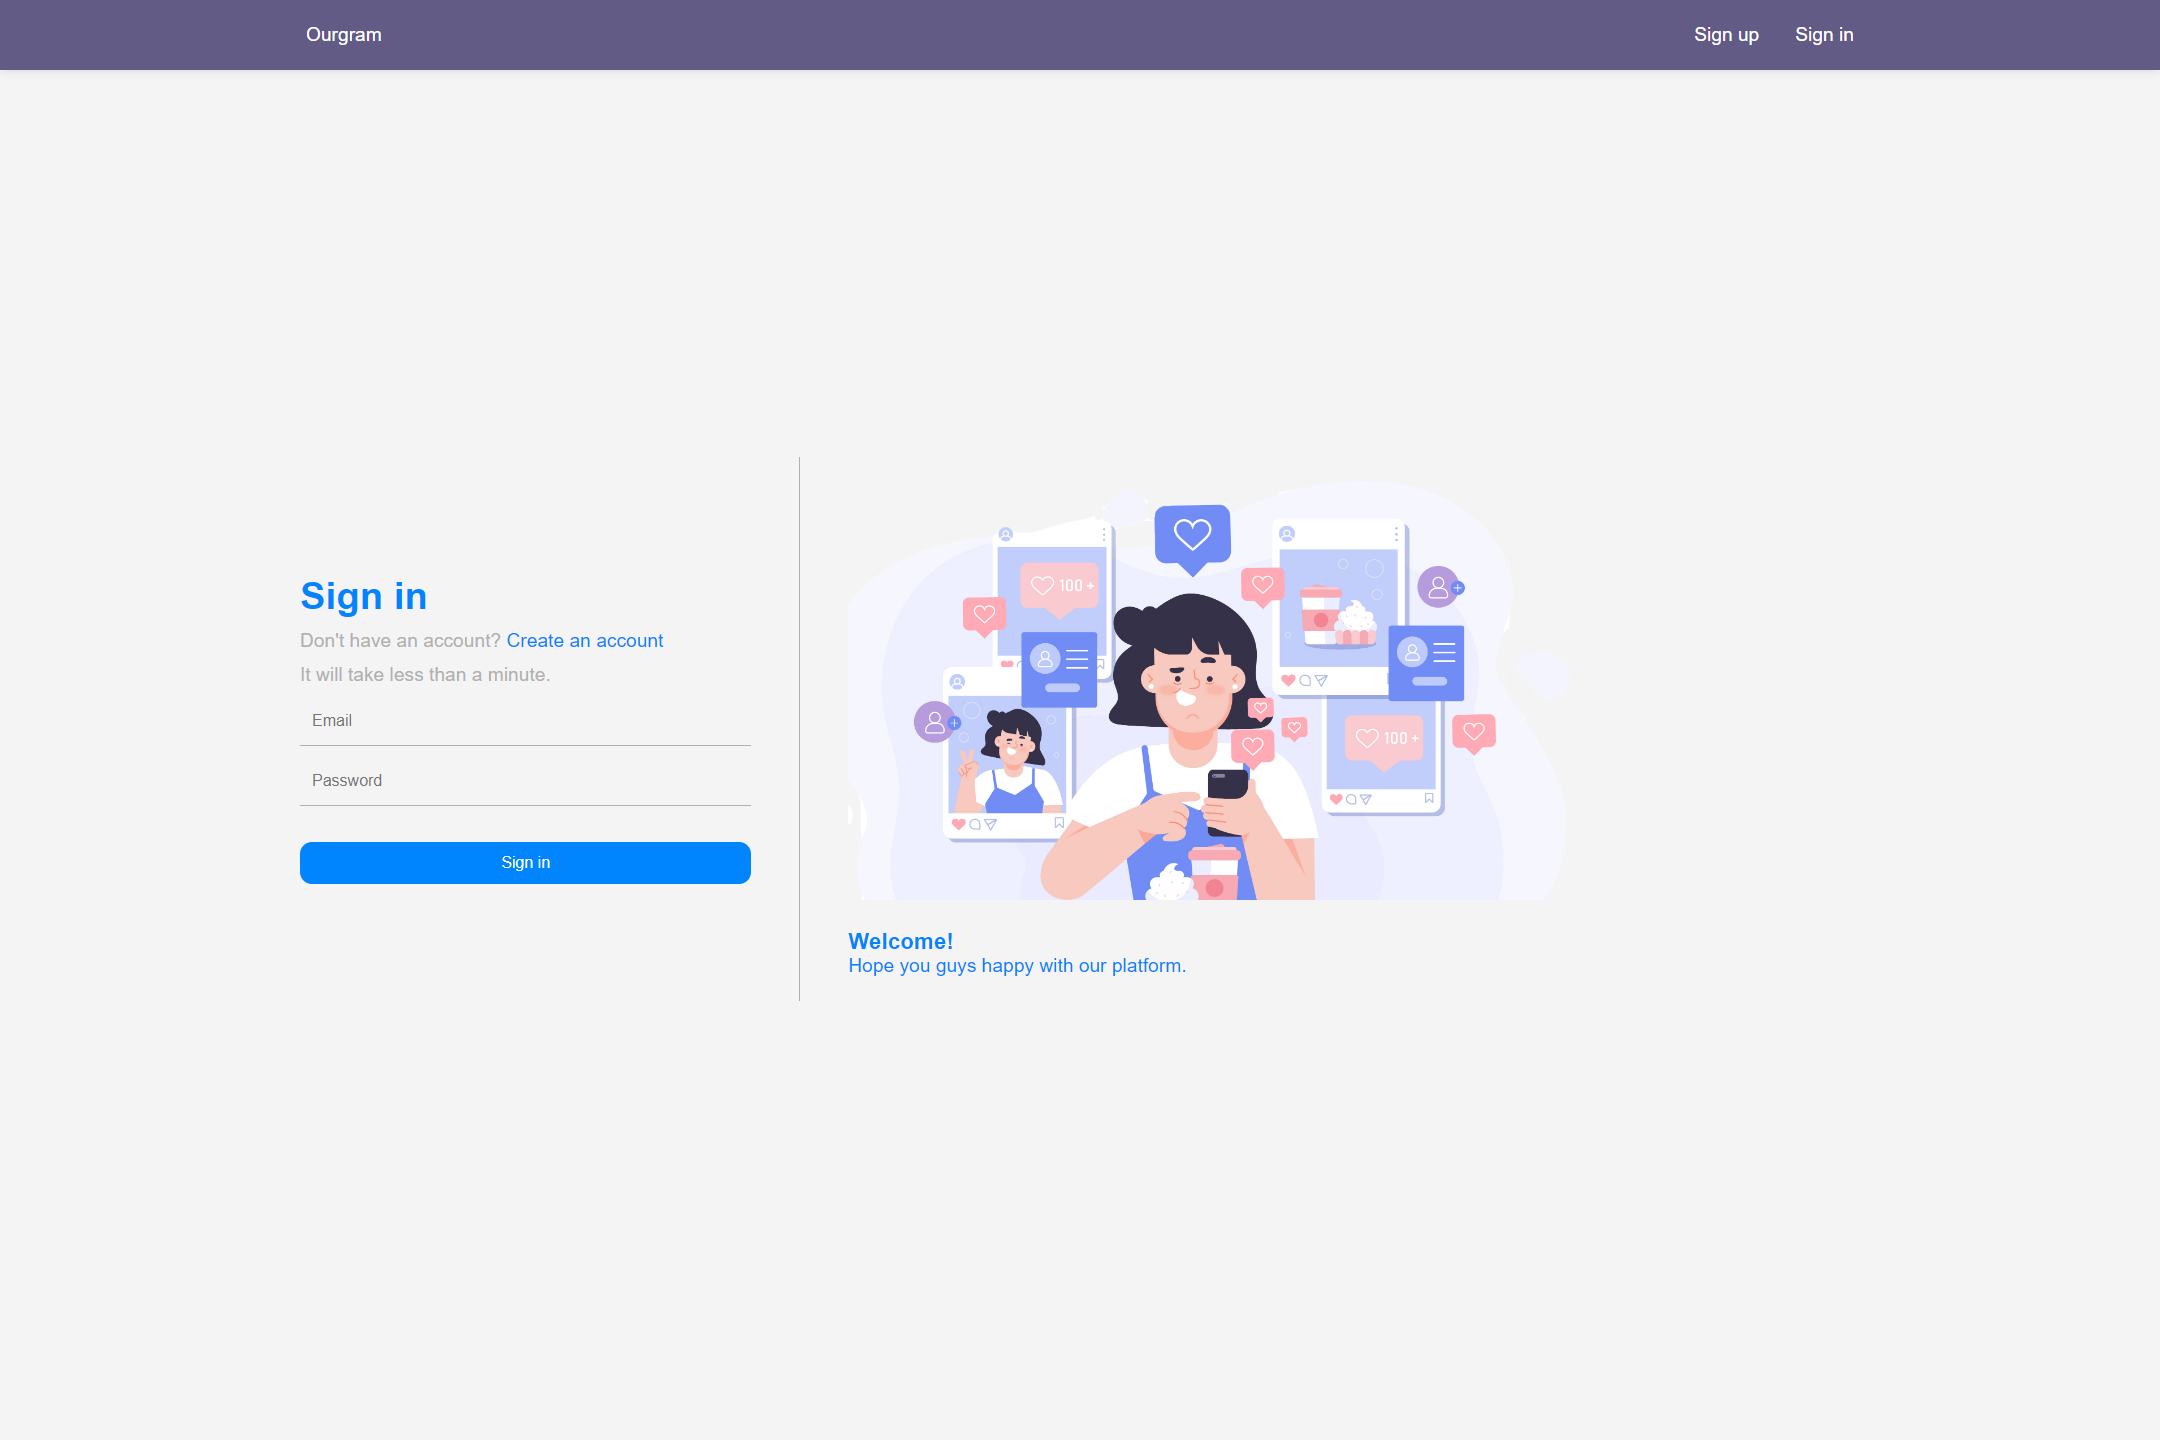 Ourgram
Sign up
Sign in
Sign in
Don't have an account? Create an account
It will take less than a minute.
Email
Password
Sign in
100 +
100 +
Welcome!
Hope you guys happy with our platform.